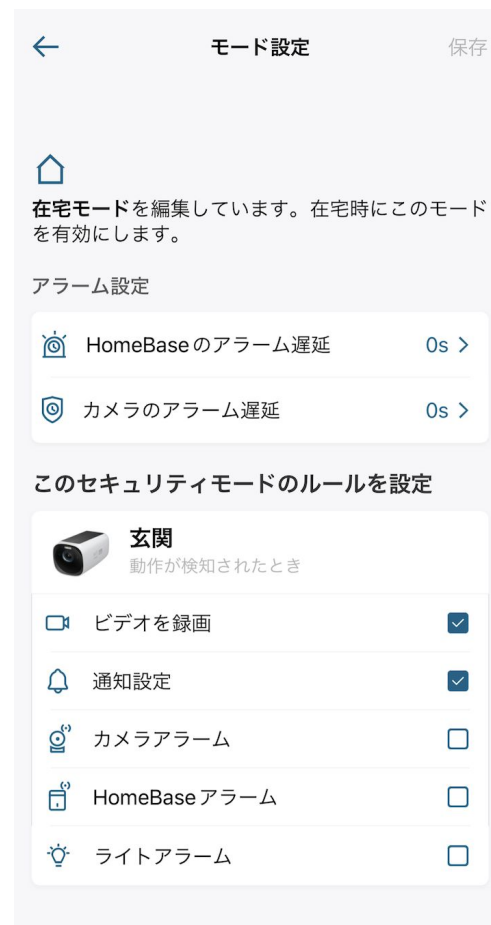 モード設定
保存
在宅モードを編集しています。在宅時にこのモード
を有効にします。
アラーム設定
HomeBaseのアラーム遅延 0s
カメラのアラーム遅延 0s
このセキュリティモードのルールを設定
玄関
動作が検知されたとき
ビデオを録画
通知設定
カメラアラーム
HomeBaseアラーム
ライトアラーム